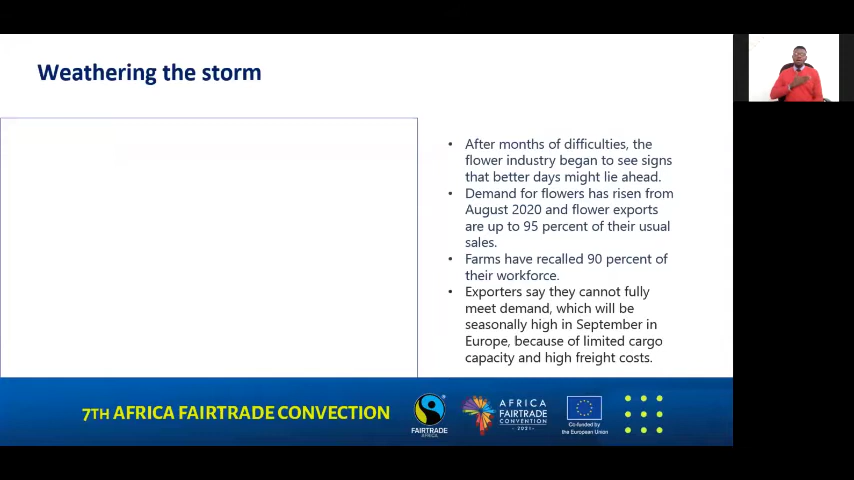 Weathering the storm
• After months of difficulties, the
flower industry began to see signs
that better days might lie ahead.
• Demand for flowers has risen from
August 2020 and flower exports
are up to 95 percent of their usual
sales.
• Farms have recalled 90 percent of
their workforce.
• Exporters say they cannot fully
meet demand, which will be
seasonally high in September in
Europe, because of limited cargo
capacity and high freight costs.
7TH AFRICA FAIRTRADE CONVECTION
FAIRTRADE
AFRICA
AFRICA
FAIRTRADE
CONVENTION
- 2021 -
Co-funded by
the European Union